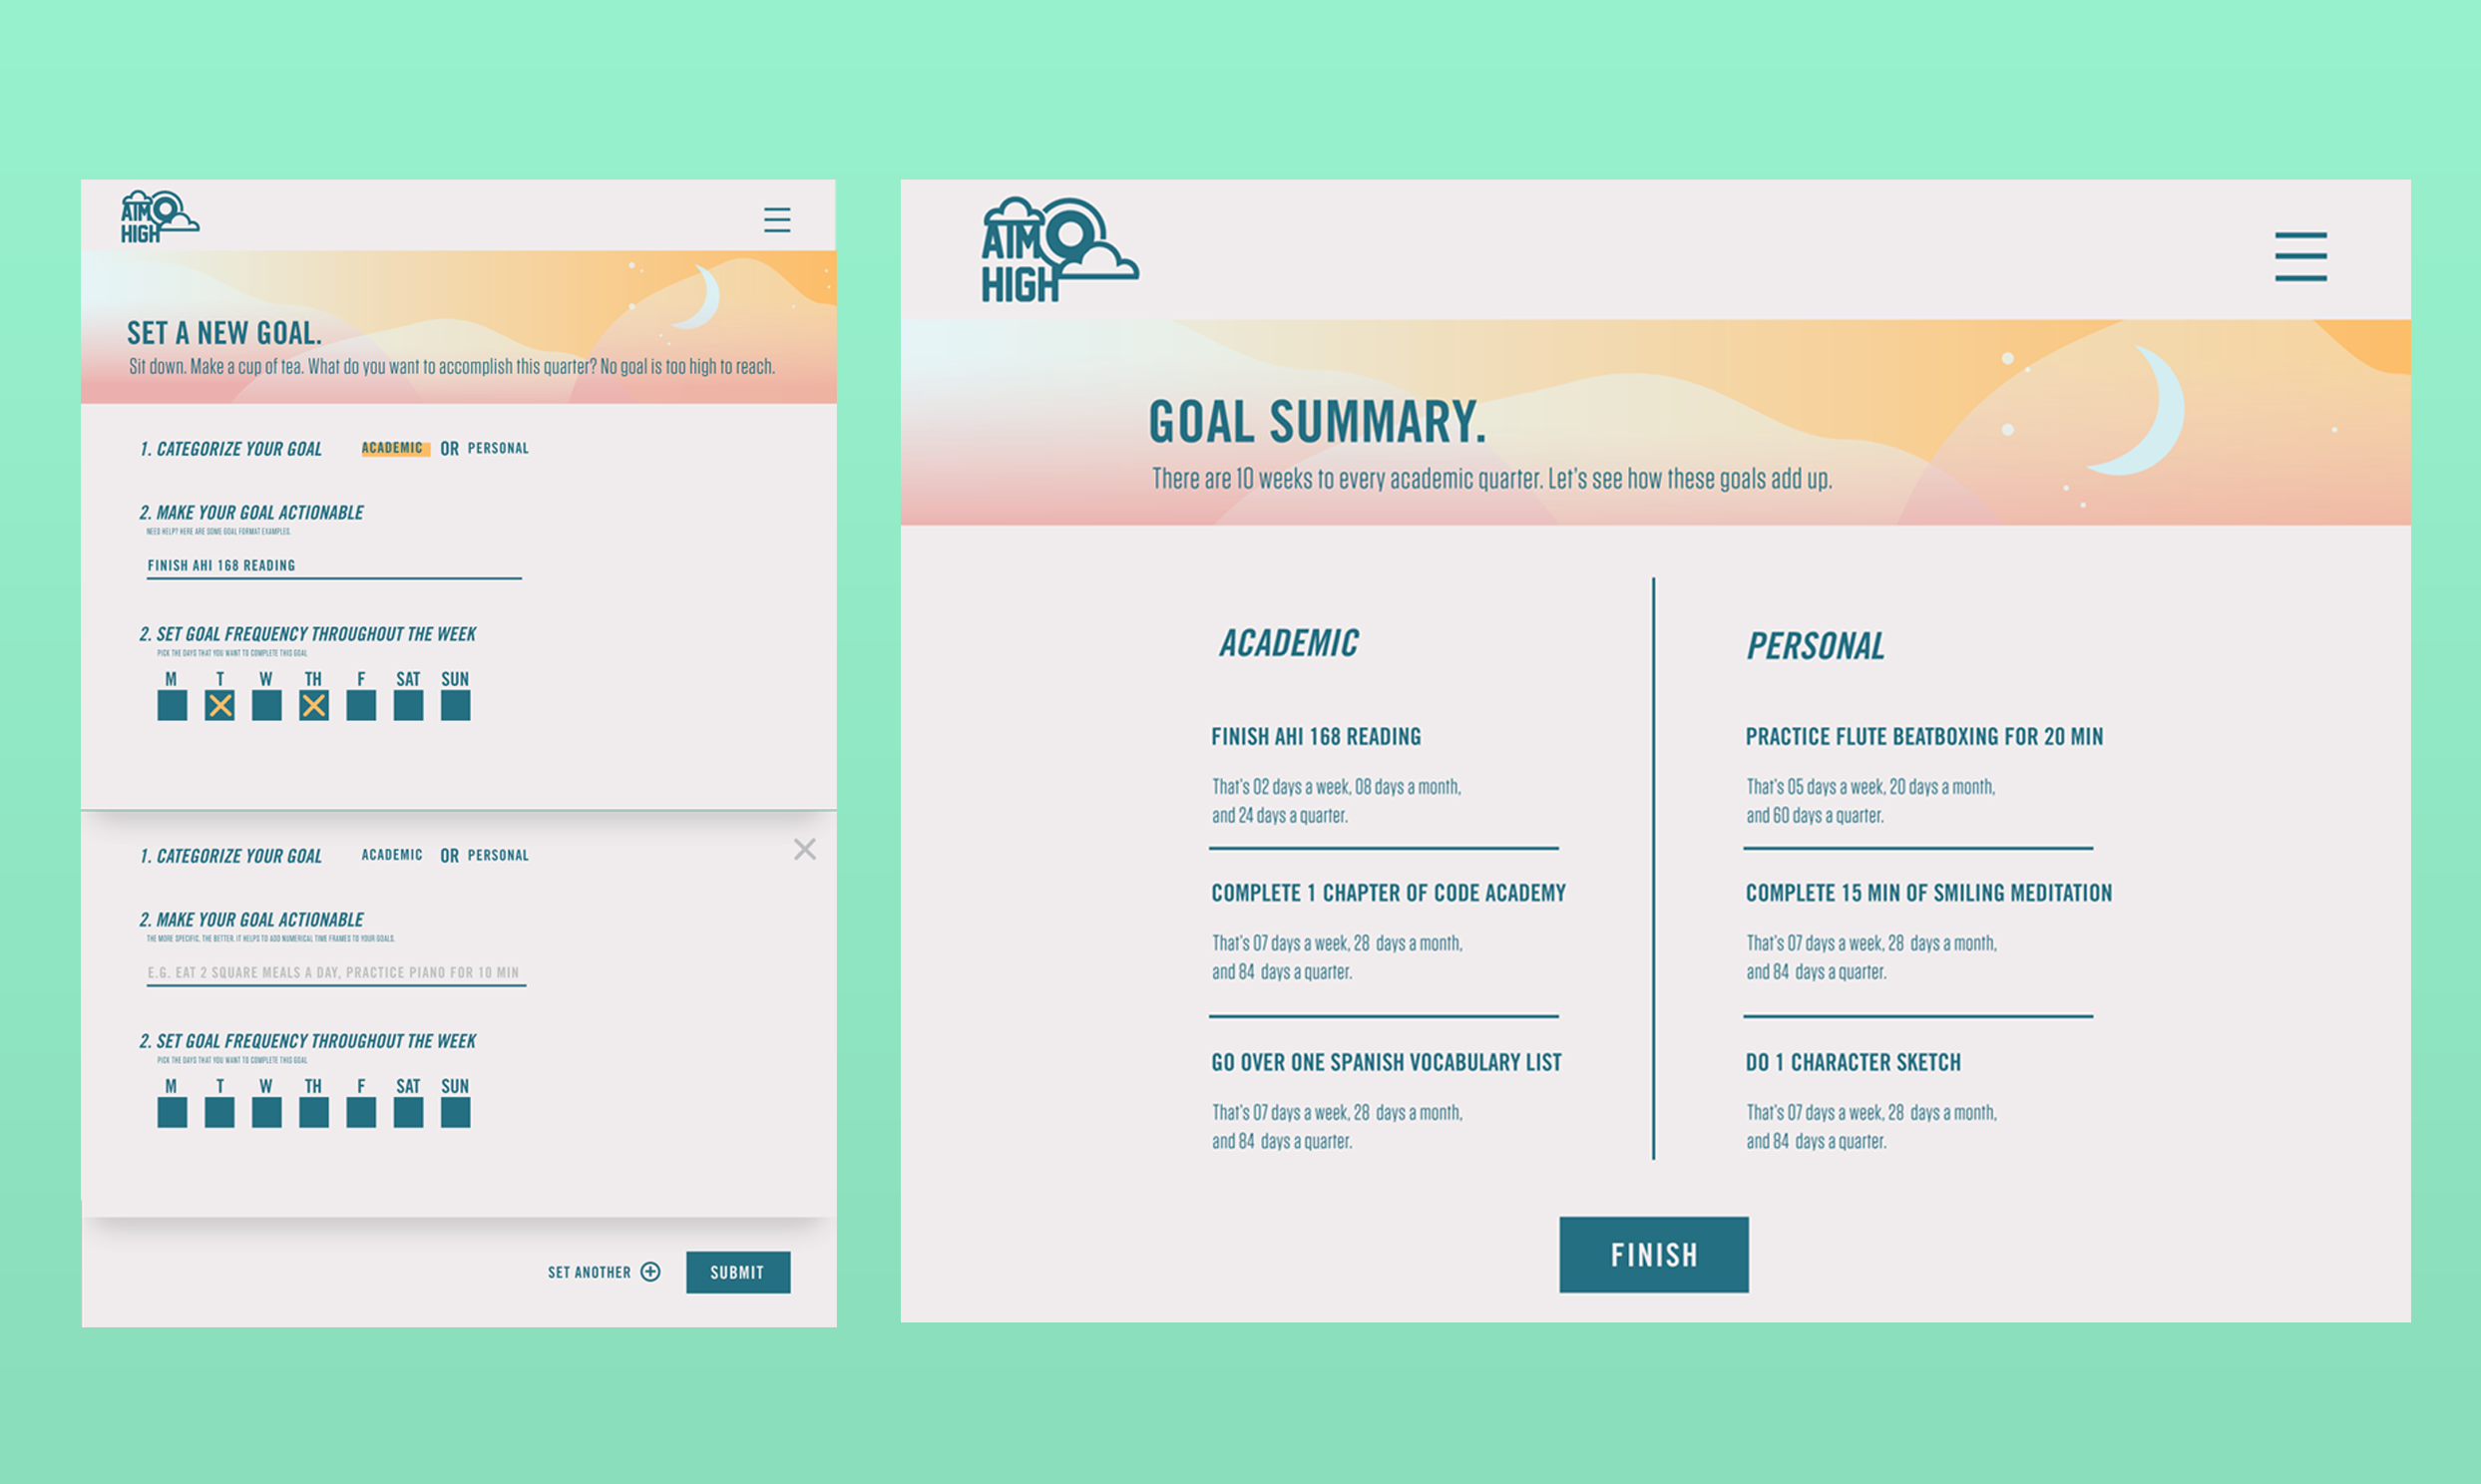 AIM
HIGH
SET A NEW GOAL.
Sit down. Make a cup of tea. What do you want to accomplish this quarter? No goal is too high to reach.
1. CATEGORIZE YOUR GOAL ACADEMIC OR PERSONAL
2. MAKE YOUR GOAL ACTIONABLE
NEED HELP? HERE ARE SOME GOAL FORMAT EXAMPLES.
FINISH AHI 168 READING
2. SET GOAL FREQUENCY THROUGHOUT THE WEEK
PICK THE DAYS THAT YOU WANT TO COMPLETE THIS GOAL
M T W TH F SAT SUN
1. CATEGORIZE YOUR GOAL ACADEMIC OR PERSONAL
2. MAKE YOUR GOAL ACTIONABLE
THE MORE SPECIFIC, THE BETTER. IT HELPS TO ADD NUMERICAL TIME FRAMES TO YOUR GOALS.
E.G. EAT 2 SQUARE MEALS A DAY, PRACTICE PIANO FOR 10 MIN
2. SET GOAL FREQUENCY THROUGHOUT THE WEEK
PICK THE DAYS THAT YOU WANT TO COMPLETE THIS GOAL
M T W TH F SAT SUN
SET ANOTHER
SUBMIT
AIM
HIGH
GOAL SUMMARY.
There are 10 weeks to every academic quarter. Let's see how these goals add up.
ACADEMIC
FINISH AHI 168 READING
That's 02 days a week, 08 days a month,
and 24 days a quarter.
COMPLETE 1 CHAPTER OF CODE ACADEMY
That's 07 days a week, 28 days a month,
and 84 days a quarter.
GO OVER ONE SPANISH VOCABULARY LIST
That's 07 days a week, 28 days a month,
and 84 days a quarter.
PERSONAL
PRACTICE FLUTE BEATBOXING FOR 20 MIN
That's 05 days a week, 20 days a month,
and 60 days a quarter.
COMPLETE 15 MIN OF SMILING MEDITATION
That's 07 days a week, 28 days a month,
and 84 days a quarter.
DO 1 CHARACTER SKETCH
That's 07 days a week, 28 days a month,
and 84 days a quarter.
FINISH